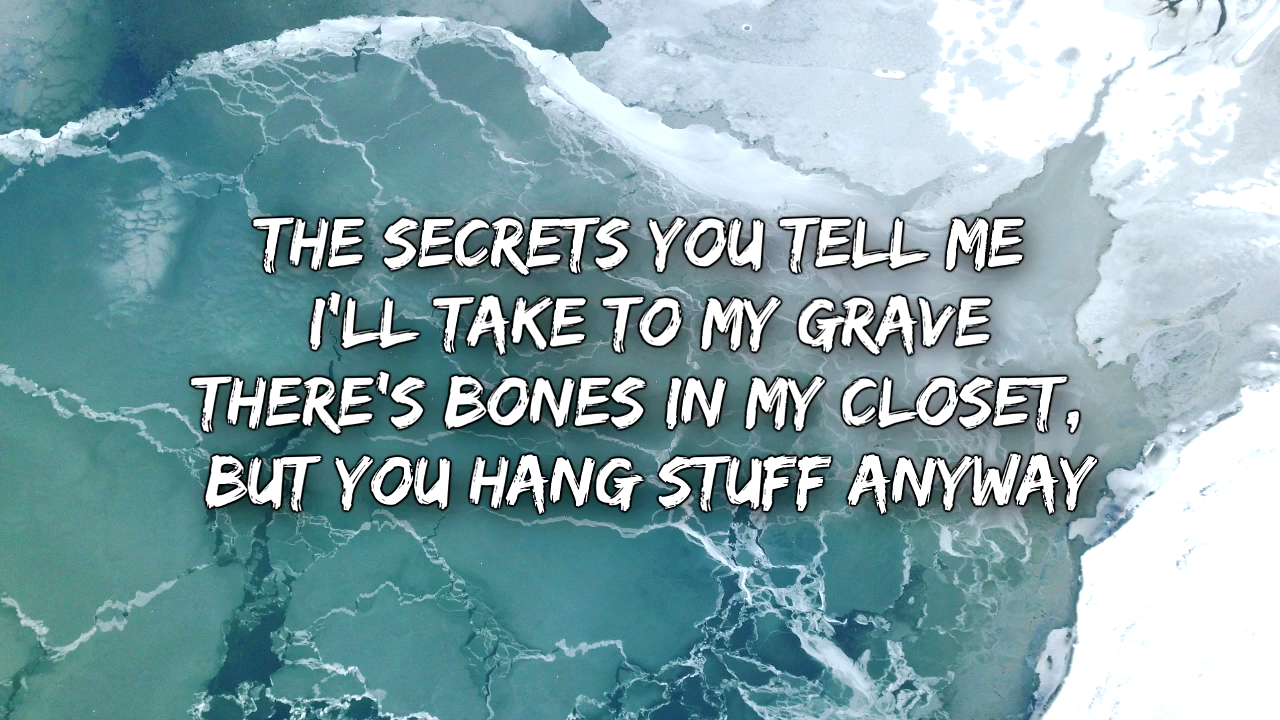 THE SECRETS YOU TELL ME
I'LL TAKE TO MY GRAVE
THERE'S BONES IN MY CLOSET,
BUT YOU HANG STUFF ANYWAY